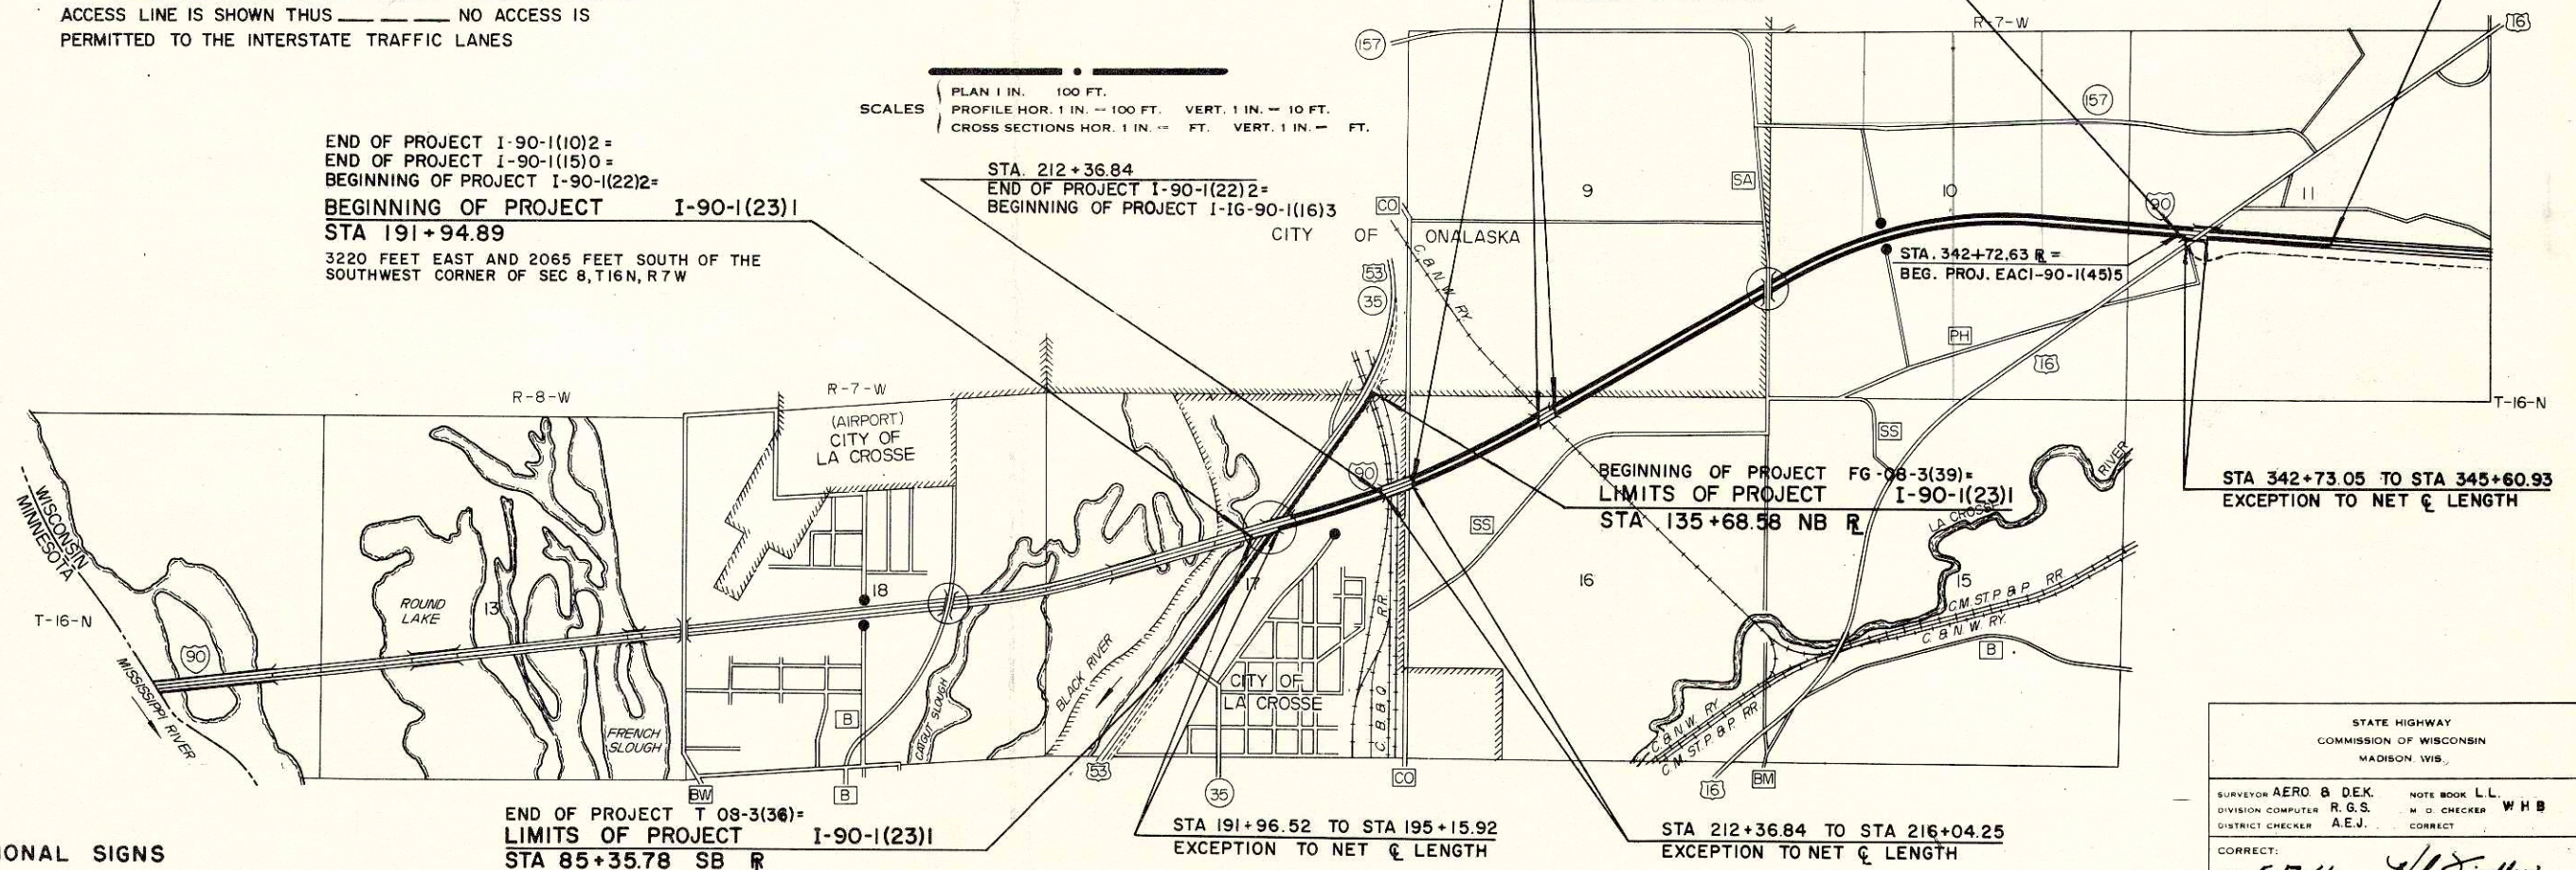 ACCESS LINE IS SHOWN THUS ___ ___ ___ NO ACCESS IS
PERMITTED TO THE INTERSTATE TRAFFIC LANES
SCALES
PLAN 1 IN. 100 FT.
PROFILE HOR. 1 IN. = 100 FT. VERT. 1 IN. = 10 FT.
CROSS SECTIONS HOR. 1 IN. = FT. VERT. 1 IN. = FT.
END OF PROJECT I-90-1(10)2=
END OF PROJECT I-90-1(15)0=
BEGINNING OF PROJECT I-90-1(22)2=
BEGINNING OF PROJECT I-90-1(23)1
STA 191+94.89
3220 FEET EAST AND 2065 FEET SOUTH OF THE
SOUTHWEST CORNER OF SEC 8, T16N, R7W
STA. 212+36.84
END OF PROJECT I-90-1(22)2=
BEGINNING OF PROJECT I-IG-90-1(16)3
CITY OF ONALASKA
157
R-7-W
16
157
SA
9
10
11
CO
C. & N. W. RY.
53
35
90
STA. 342+72.63 RL =
BEG. PROJ. EACI-90-1(45)5
PH
16
T-16-N
R-8-W
R-7-W
(AIRPORT)
CITY OF
LA CROSSE
90
SS
BEGINNING OF PROJECT FG-08-3(39)=
LIMITS OF PROJECT I-90-1(23)1
STA 135+68.58 NB RL
LA CROSSE RIVER
STA 342+73.05 TO STA 345+60.93
EXCEPTION TO NET CL LENGTH
WISCONSIN
MINNESOTA
T-16-N
90
MISSISSIPPI RIVER
ROUND
LAKE
13
18
17
SS
16
15
C.M. ST. P & P RR
C. & N. W. RY.
B
FRENCH
SLOUGH
B
CATGUT SLOUGH
BLACK RIVER
CITY OF
LA CROSSE
C. B. & Q RR.
C. & N. W. RY
C. M. ST. P. & P. RR
BW
B
53
35
CO
16
BM
END OF PROJECT T 08-3(36)=
LIMITS OF PROJECT I-90-1(23)1
STA 85+35.78 SB RL
STA 191+96.52 TO STA 195+15.92
EXCEPTION TO NET CL LENGTH
STA 212+36.84 TO STA 216+04.25
EXCEPTION TO NET CL LENGTH
STATE HIGHWAY
COMMISSION OF WISCONSIN
MADISON WIS.
SURVEYOR AERO. & D.E.K. NOTE BOOK L.L.
DIVISION COMPUTER R. G. S. M O. CHECKER W H B
DISTRICT CHECKER A.E.J. CORRECT
CORRECT:
IONAL SIGNS